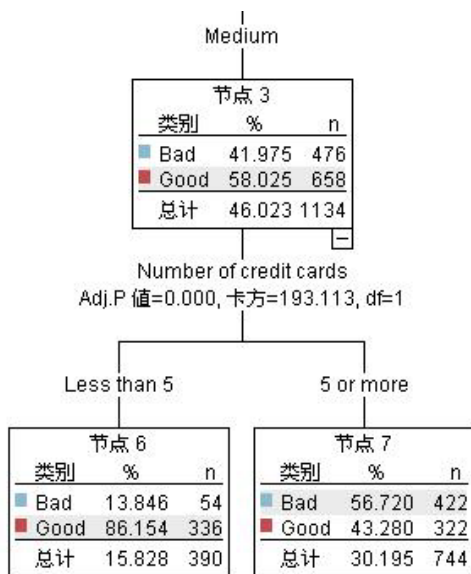 Medium
节点 3
类别 % n
Bad 41.975 476
Good 58.025 658
总计 46.023 1134
Number of credit cards
Adj.P 值=0.000, 卡方=193.113, df=1
Less than 5
5 or more
节点 6
类别 % n
Bad 13.846 54
Good 86.154 336
总计 15.828 390
节点 7
类别 % n
Bad 56.720 422
Good 43.280 322
总计 30.195 744